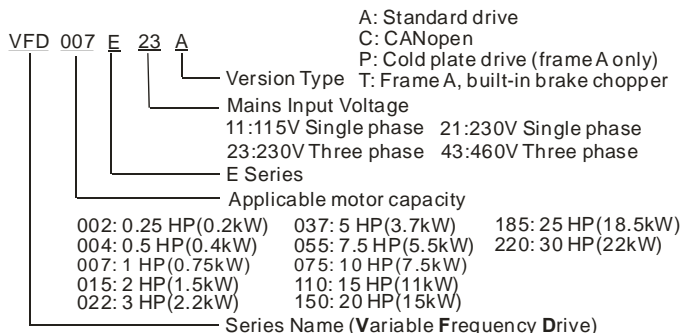 A: Standard drive
C: CANopen
P: Cold plate drive (frame A only)
T: Frame A, built-in brake chopper
VFD 007 E 23 A
Version Type
Mains Input Voltage
11:115V Single phase 21:230V Single phase
23:230V Three phase 43:460V Three phase
E Series
Applicable motor capacity
002: 0.25 HP(0.2kW) 037: 5 HP(3.7kW) 185: 25 HP(18.5kW)
004: 0.5 HP(0.4kW) 055: 7.5 HP(5.5kW) 220: 30 HP(22kW)
007: 1 HP(0.75kW) 075: 10 HP(7.5kW)
015: 2 HP(1.5kW) 110: 15 HP(11kW)
022: 3 HP(2.2kW) 150: 20 HP(15kW)
Series Name (Variable Frequency Drive)